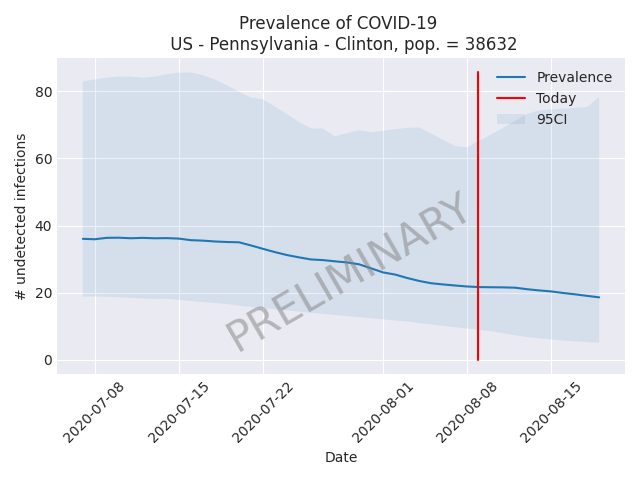 Prevalence of COVID-19
US - Pennsylvania - Clinton, pop. = 38632
Prevalence
Today
95CI
80
60
40
20
0
# undetected infections
PRELIMINARY
2020-07-08
2020-07-15
2020-07-22
2020-08-01
2020-08-08
2020-08-15
Date